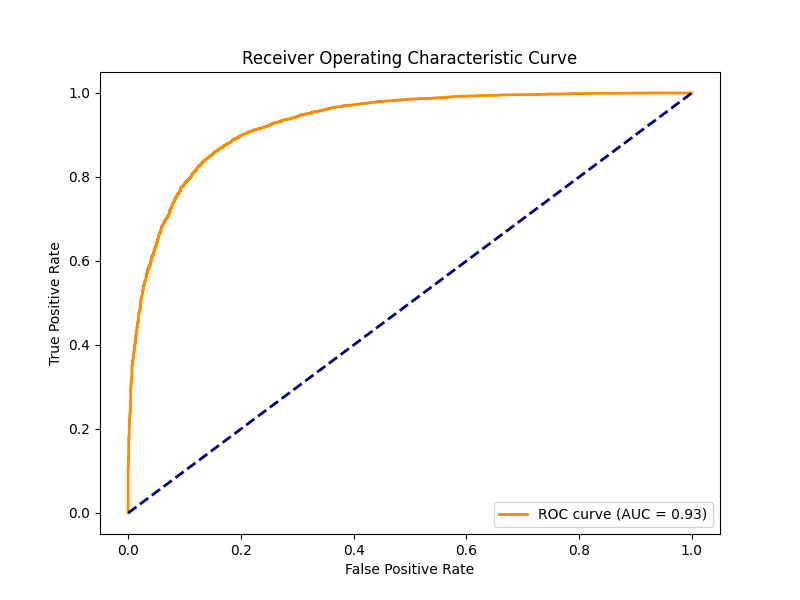 Receiver Operating Characteristic Curve
True Positive Rate
1.0
0.8
0.6
0.4
0.2
0.0
ROC curve (AUC = 0.93)
0.0 0.2 0.4 0.6 0.8 1.0
False Positive Rate